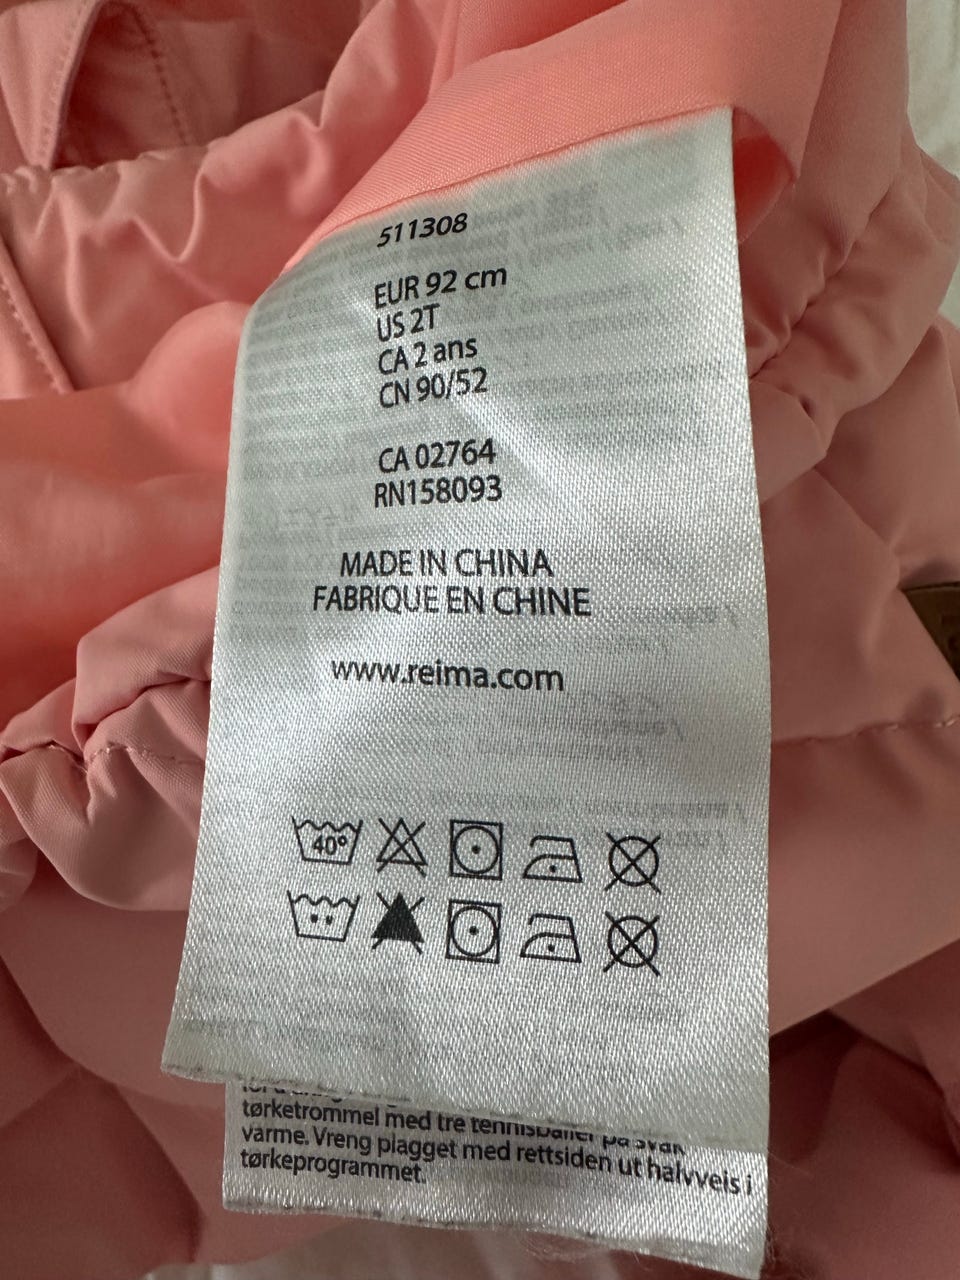 511308
EUR 92 cm
US 2T
CA 2 ans
CN 90/52
CA 02764
RN158093
MADE IN CHINA
FABRIQUE EN CHINE
www.reima.com
40°
tørketrommel med tre tennisballer på svak
varme. Vreng plagget med rettsiden ut halvveis i
tørkeprogrammet.